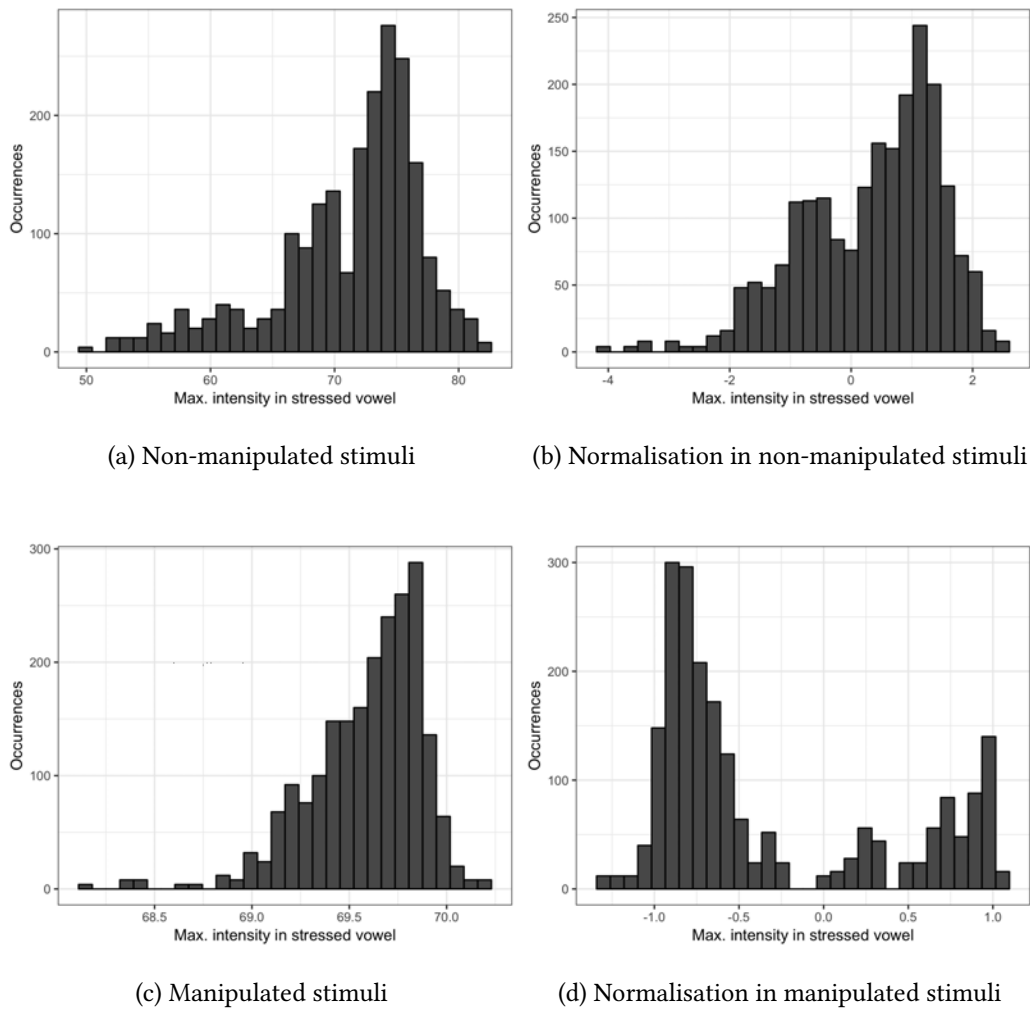 Occurrences
200
100
0
50
60
70
80
Max. intensity in stressed vowel
(a) Non-manipulated stimuli
Occurrences
250
200
150
100
50
0
-4
-2
0
2
Max. intensity in stressed vowel
(b) Normalisation in non-manipulated stimuli
Occurrences
300
200
100
0
68.5
69.0
69.5
70.0
Max. intensity in stressed vowel
(c) Manipulated stimuli
Occurrences
300
200
100
0
-1.0
-0.5
0.0
0.5
1.0
Max. intensity in stressed vowel
(d) Normalisation in manipulated stimuli